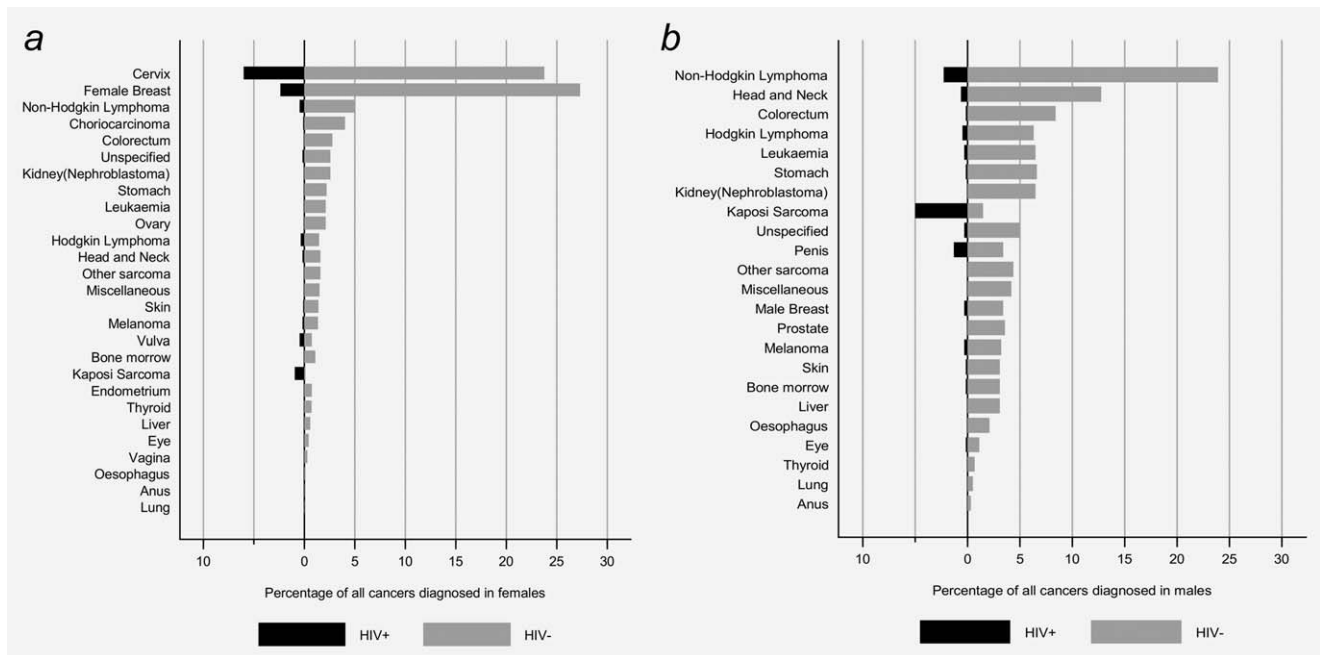 a
Cervix
Female Breast
Non-Hodgkin Lymphoma
Choriocarcinoma
Colorectum
Unspecified
Kidney(Nephroblastoma)
Stomach
Leukaemia
Ovary
Hodgkin Lymphoma
Head and Neck
Other sarcoma
Miscellaneous
Skin
Melanoma
Vulva
Bone morrow
Kaposi Sarcoma
Endometrium
Thyroid
Liver
Eye
Vagina
Oesophagus
Anus
Lung
10 0 5 10 15 20 25 30
Percentage of all cancers diagnosed in females
HIV+ HIV-
b
Non-Hodgkin Lymphoma
Head and Neck
Colorectum
Hodgkin Lymphoma
Leukaemia
Stomach
Kidney(Nephroblastoma)
Kaposi Sarcoma
Unspecified
Penis
Other sarcoma
Miscellaneous
Male Breast
Prostate
Melanoma
Skin
Bone morrow
Liver
Oesophagus
Eye
Thyroid
Lung
Anus
10 0 5 10 15 20 25 30
Percentage of all cancers diagnosed in males
HIV+ HIV-